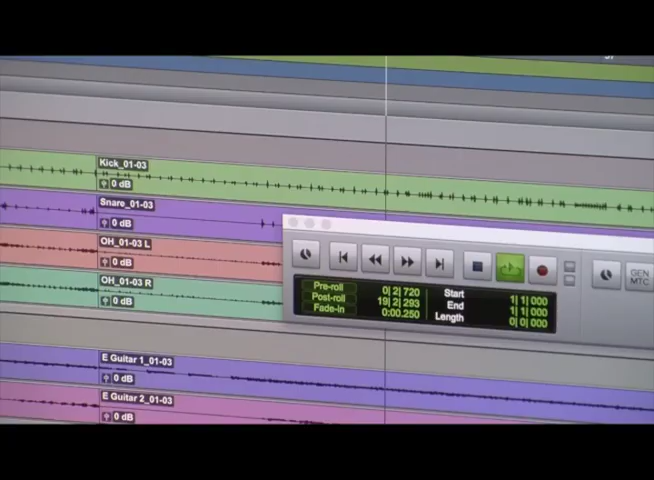 Kick_01-03
0 dB
Snare_01-03
0 dB
OH_01-03 L
0 dB
OH_01-03 R
0 dB
E Guitar 1_01-03
0 dB
E Guitar 2_01-03
0 dB
GEN
MTC
Pre-roll 0| 2| 720
Post-roll 19| 2| 293
Fade-in 0:00.250
Start 1| 1| 000
End 1| 1| 000
Length 0| 0| 000